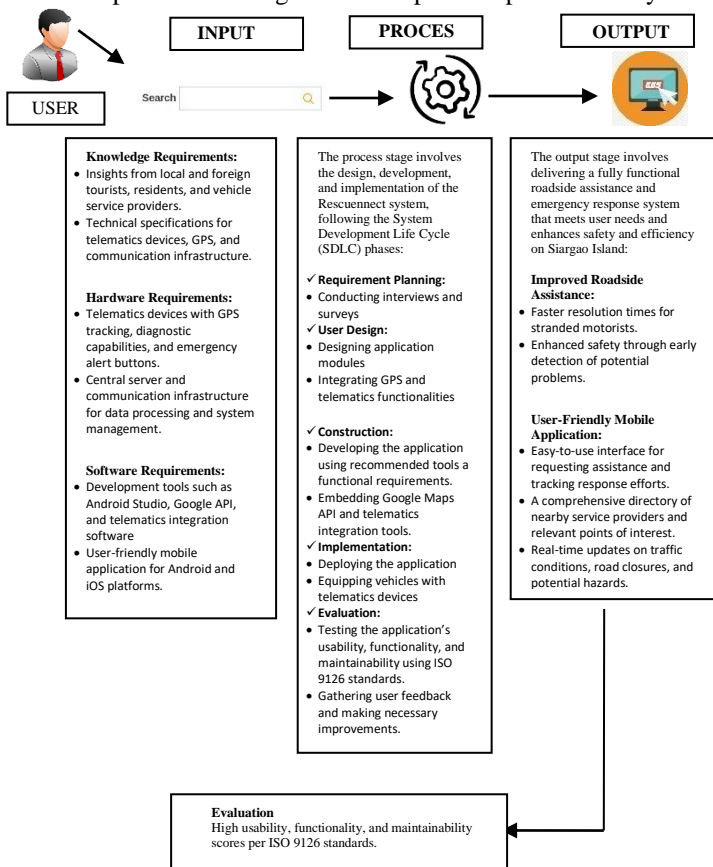 INPUT
PROCES
OUTPUT
USER
Search
SOS
Knowledge Requirements:
• Insights from local and foreign
tourists, residents, and vehicle
service providers.
• Technical specifications for
telematics devices, GPS, and
communication infrastructure.
Hardware Requirements:
• Telematics devices with GPS
tracking, diagnostic
capabilities, and emergency
alert buttons.
• Central server and
communication infrastructure
for data processing and system
management.
Software Requirements:
• Development tools such as
Android Studio, Google API,
and telematics integration
software
• User-friendly mobile
application for Android and
iOS platforms.
The process stage involves
the design, development,
and implementation of the
Rescuennect system,
following the System
Development Life Cycle
(SDLC) phases:
✓ Requirement Planning:
• Conducting interviews and
surveys
✓ User Design:
• Designing application
modules
• Integrating GPS and
telematics functionalities
✓ Construction:
• Developing the application
using recommended tools a
functional requirements.
• Embedding Google Maps
API and telematics
integration tools.
✓ Implementation:
• Deploying the application
• Equipping vehicles with
telematics devices
✓ Evaluation:
• Testing the application's
usability, functionality, and
maintainability using ISO
9126 standards.
• Gathering user feedback
and making necessary
improvements.
The output stage involves
delivering a fully functional
roadside assistance and
emergency response system
that meets user needs and
enhances safety and efficiency
on Siargao Island:
Improved Roadside
Assistance:
• Faster resolution times for
stranded motorists.
• Enhanced safety through early
detection of potential
problems.
User-Friendly Mobile
Application:
• Easy-to-use interface for
requesting assistance and
tracking response efforts.
• A comprehensive directory of
nearby service providers and
relevant points of interest.
• Real-time updates on traffic
conditions, road closures, and
potential hazards.
Evaluation
High usability, functionality, and maintainability
scores per ISO 9126 standards.